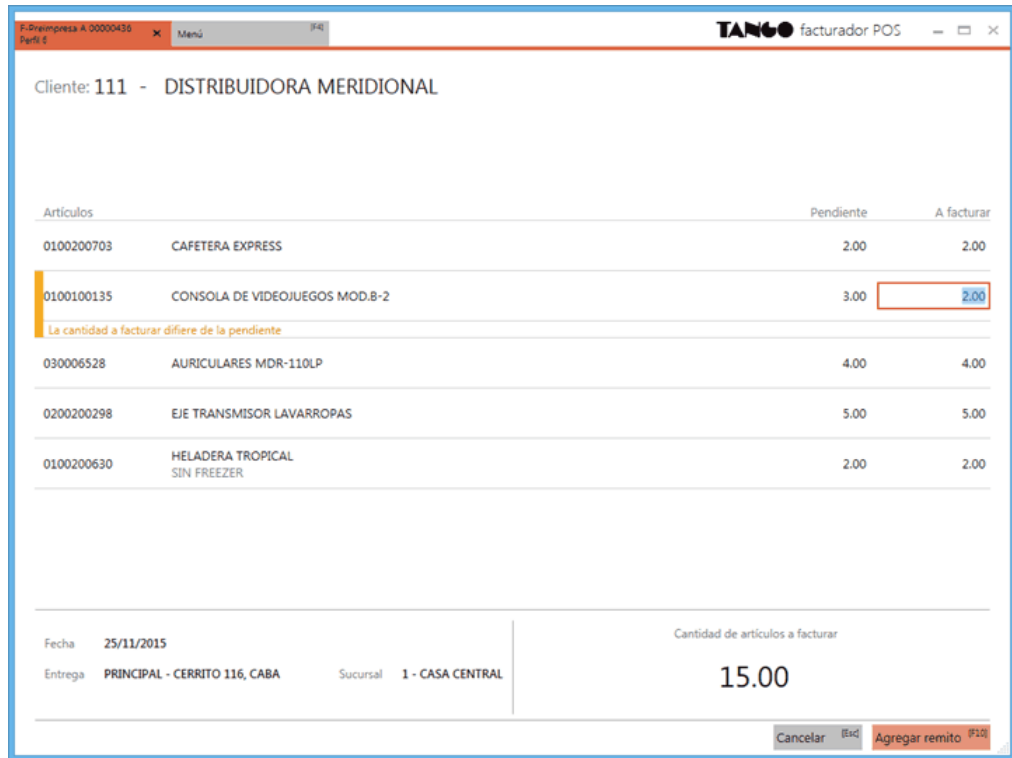 F-Preimpresa A 00000436
Perfil 6
Menú [F4]
TANGO facturador POS
Cliente: 111 - DISTRIBUIDORA MERIDIONAL
Artículos Pendiente A facturar
0100200703 CAFETERA EXPRESS 2.00 2.00
0100100135 CONSOLA DE VIDEOJUEGOS MOD.B-2 3.00 2.00
La cantidad a facturar difiere de la pendiente
030006528 AURICULARES MDR-110LP 4.00 4.00
0200200298 EJE TRANSMISOR LAVARROPAS 5.00 5.00
0100200630 HELADERA TROPICAL 2.00 2.00
SIN FREEZER
Fecha 25/11/2015
Entrega PRINCIPAL - CERRITO 116, CABA Sucursal 1 - CASA CENTRAL
Cantidad de artículos a facturar
15.00
Cancelar [Esc] Agregar remito [F10]